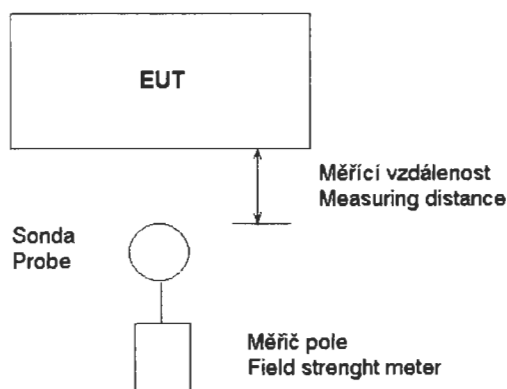 EUT
Měřící vzdálenost
Measuring distance
Sonda
Probe
Měřič pole
Field strenght meter